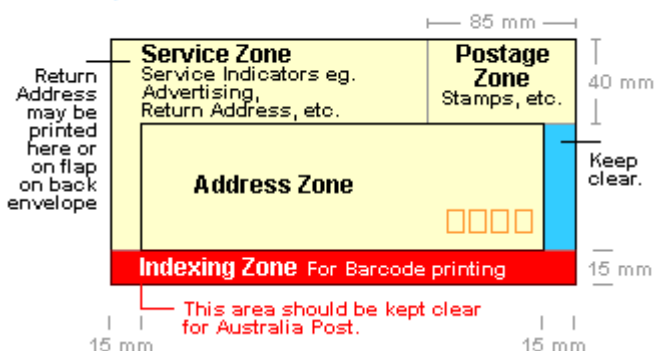 85 mm
Service Zone
Service Indicators eg.
Advertising,
Return Address, etc.
Postage
Zone
Stamps, etc.
40 mm
Return
Address
may be
printed
here or
on flap
on back
envelope
Keep
clear.
Address Zone
Indexing Zone For Barcode printing
15 mm
This area should be kept clear
for Australia Post.
15 mm
15 mm